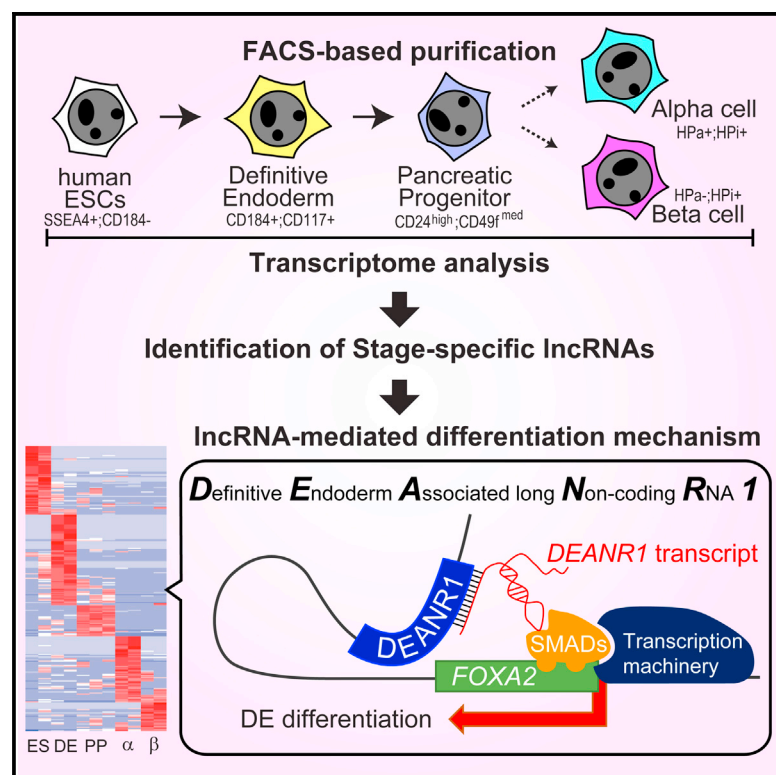 FACS-based purification
human
ESCs
SSEA4+;CD184-
Definitive
Endoderm
CD184+;CD117+
Pancreatic
Progenitor
CD24high;CD49fmed
Alpha cell
HPa+;HPi+
HPa-;HPi+
Beta cell
Transcriptome analysis
Identification of Stage-specific lncRNAs
lncRNA-mediated differentiation mechanism
Definitive Endoderm Associated long Non-coding RNA 1
DEANR1 transcript
DEANR1
SMADs
Transcription
machinery
FOXA2
DE differentiation
ES DE PP α β